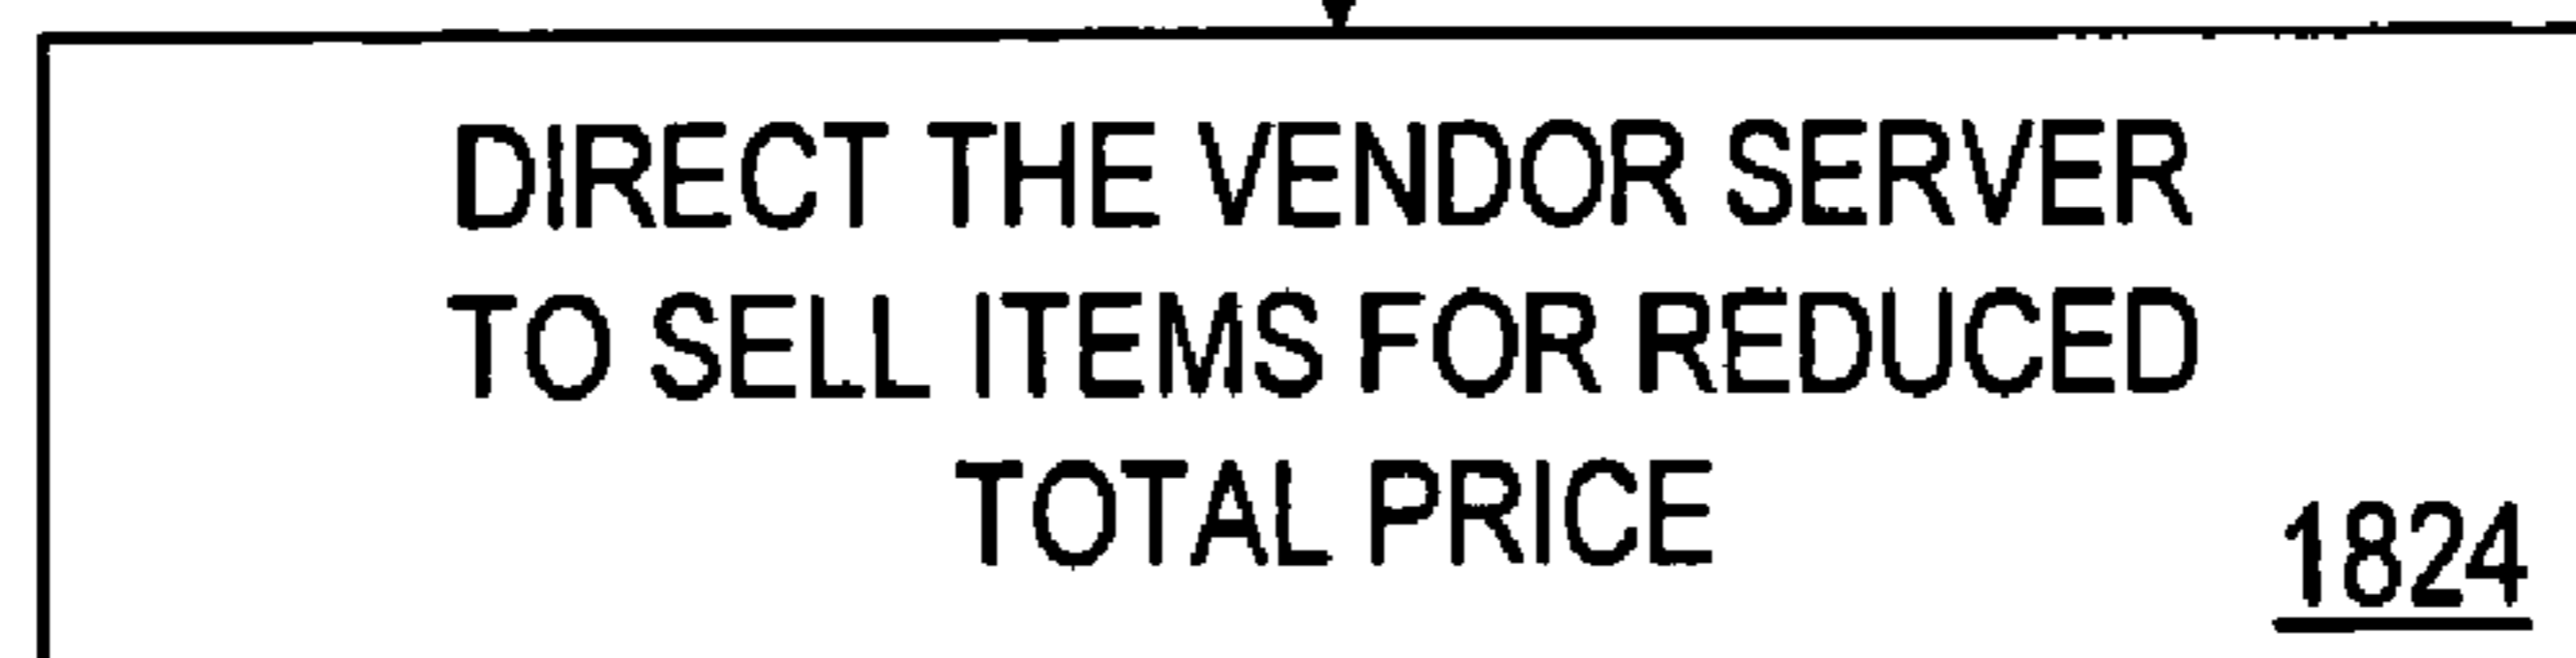 DIRECT THE VENDOR SERVER
TO SELL ITEMS FOR REDUCED
TOTAL PRICE
1824